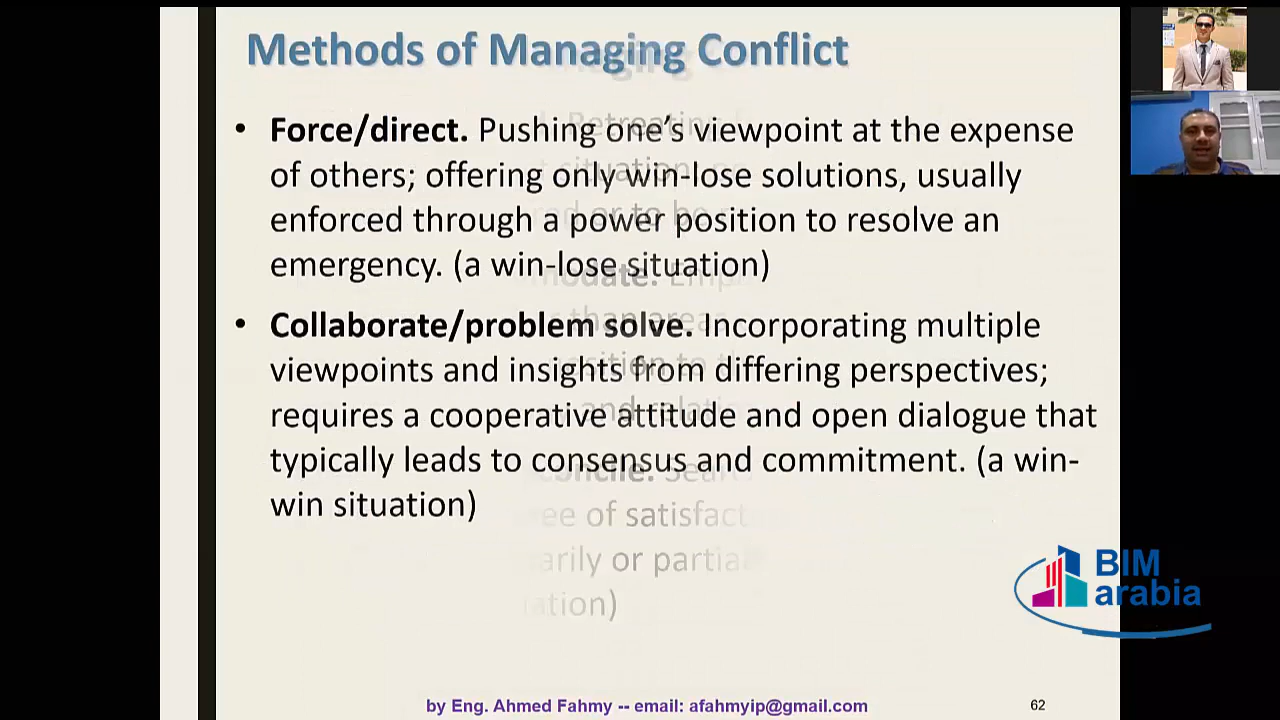 Methods of Managing Conflict
• Force/direct. Pushing one’s viewpoint at the expense
of others; offering only win-lose solutions, usually
enforced through a power position to resolve an
emergency. (a win-lose situation)
• Collaborate/problem solve. Incorporating multiple
viewpoints and insights from differing perspectives;
requires a cooperative attitude and open dialogue that
typically leads to consensus and commitment. (a win-
win situation)
BIM
arabia
by Eng. Ahmed Fahmy -- email: afahmyip@gmail.com
62